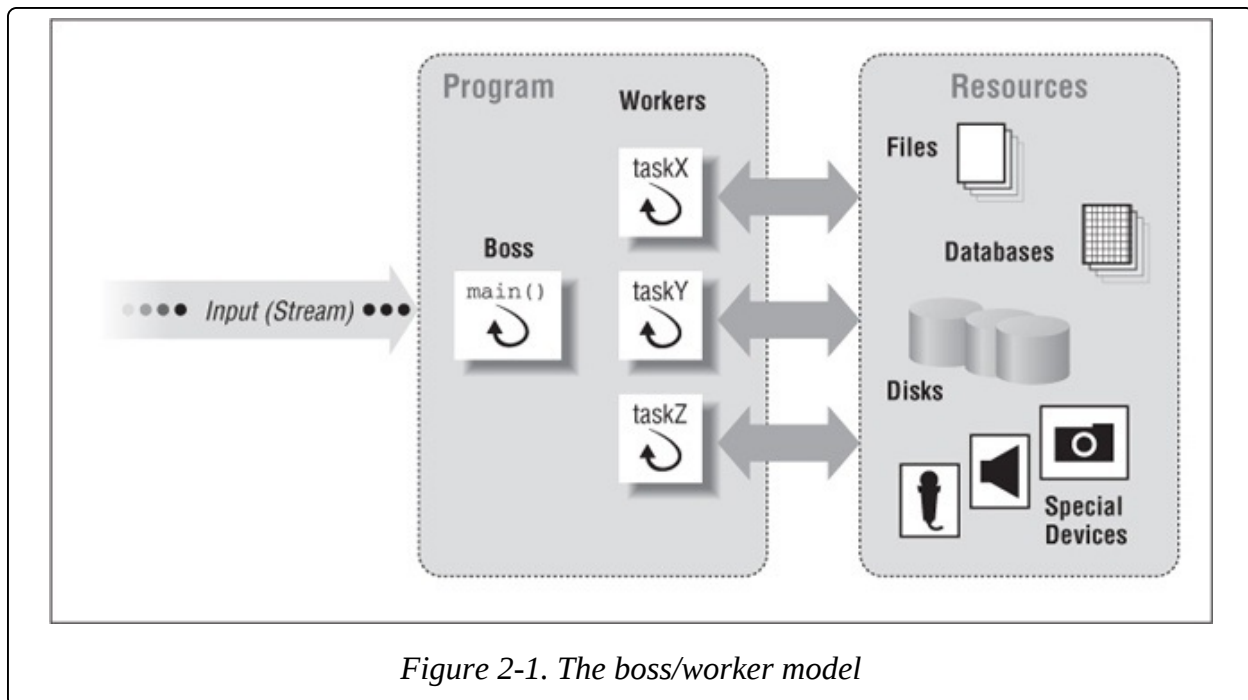 Program
Workers
Boss
main()
taskX
taskY
taskZ
Input (Stream)
Resources
Files
Databases
Disks
Special
Devices
Figure 2-1. The boss/worker model